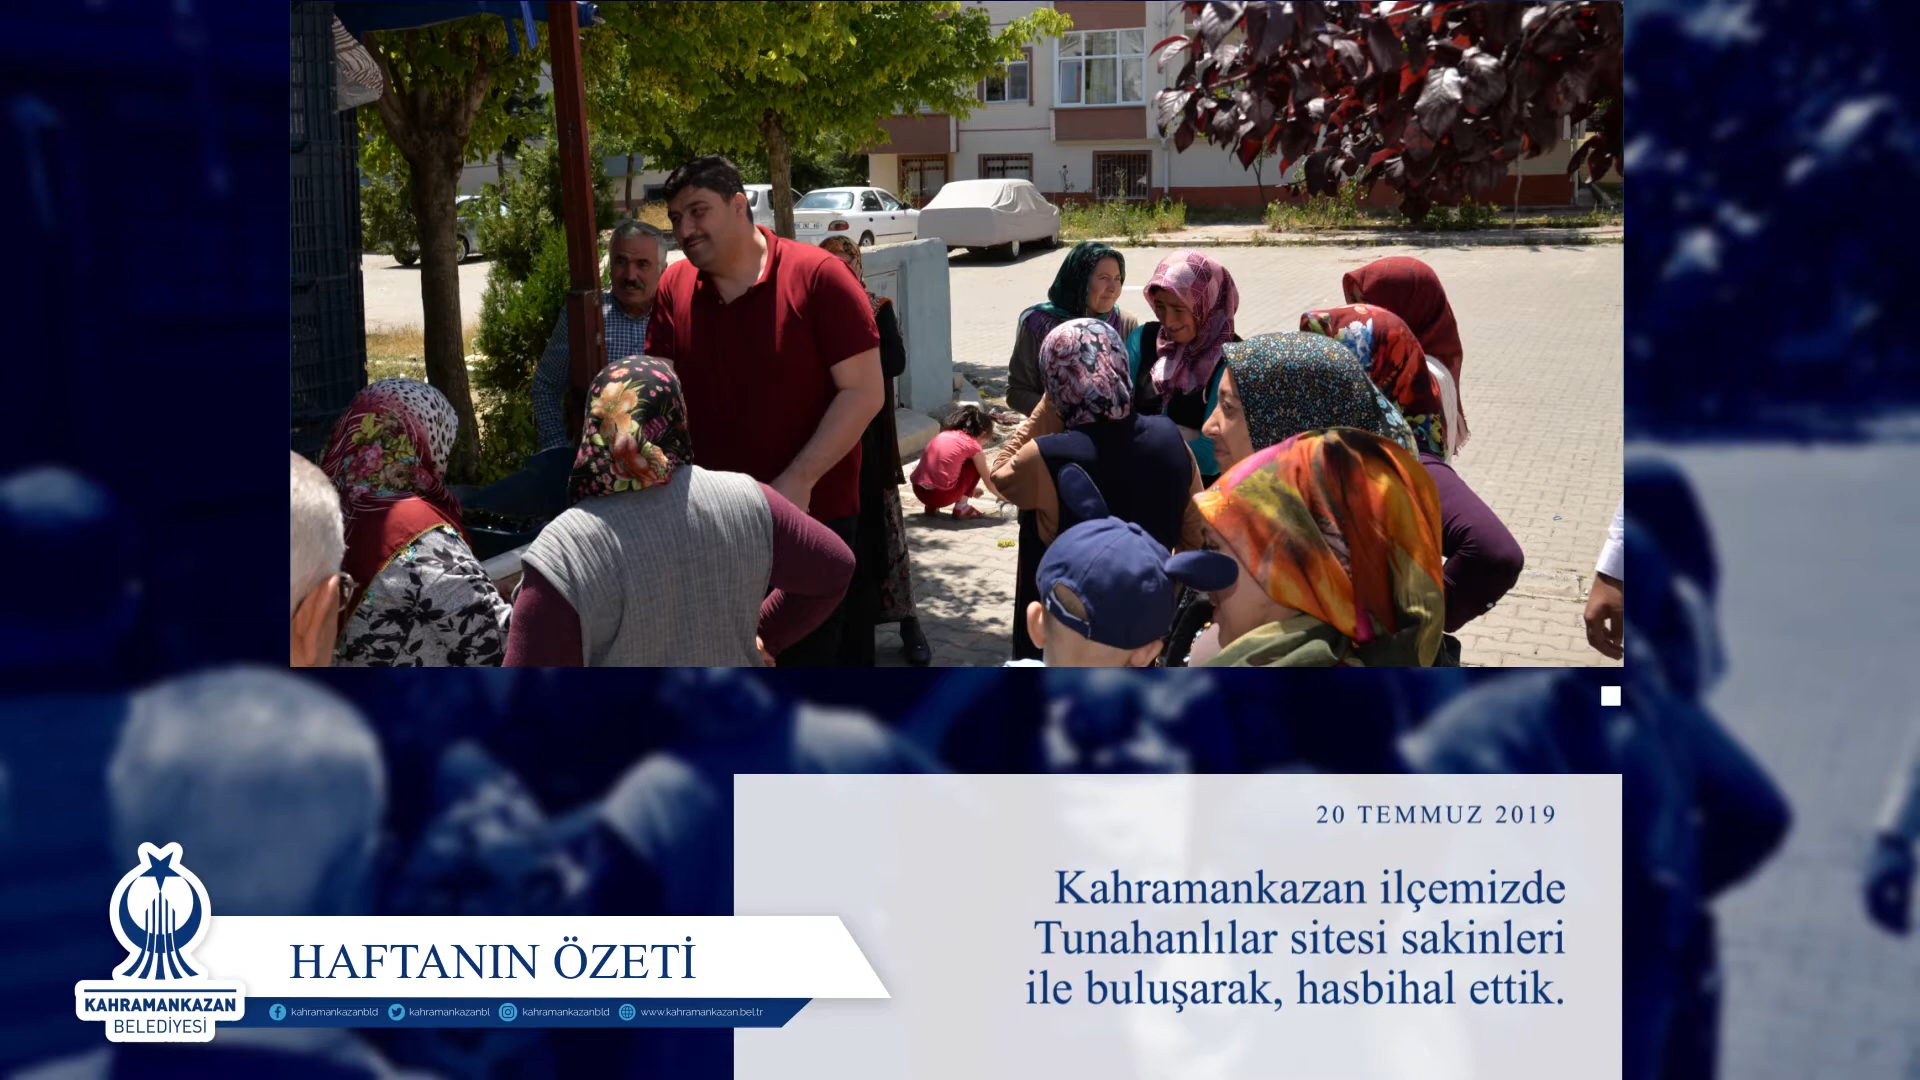 20 TEMMUZ 2019
Kahramankazan ilçemizde
Tunahanlılar sitesi sakinleri
ile buluşarak, hasbihal ettik.
HAFTANIN ÖZETİ
KAHRAMANKAZAN
BELEDİYESİ
kahramankazanbld kahramankazanbl kahramankazanbld www.kahramankazan.bel.tr